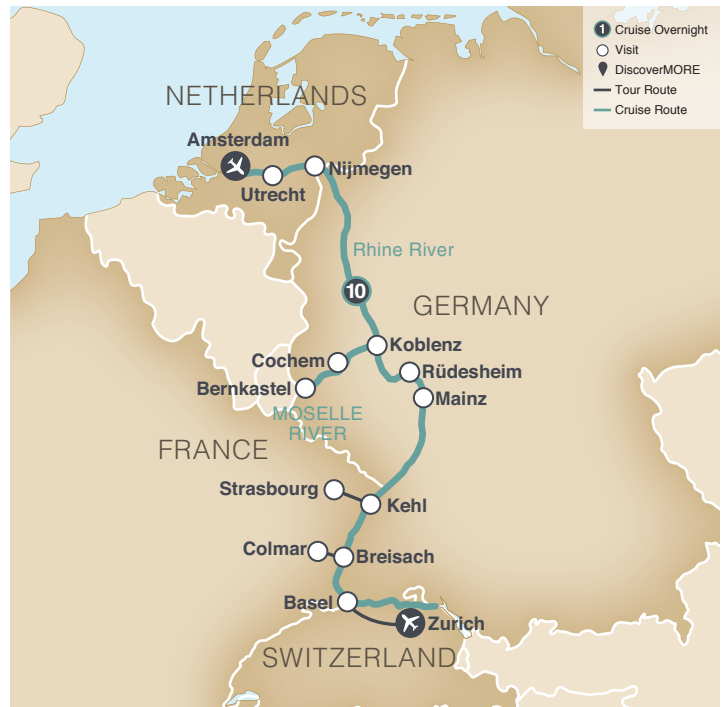 1 Cruise Overnight
Visit
DiscoverMORE
Tour Route
Cruise Route
NETHERLANDS
Amsterdam
Nijmegen
Utrecht
Rhine River
10
GERMANY
Koblenz
Cochem
Rüdesheim
Bernkastel
Mainz
MOSELLE
RIVER
FRANCE
Strasbourg
Kehl
Colmar
Breisach
Basel
Zurich
SWITZERLAND